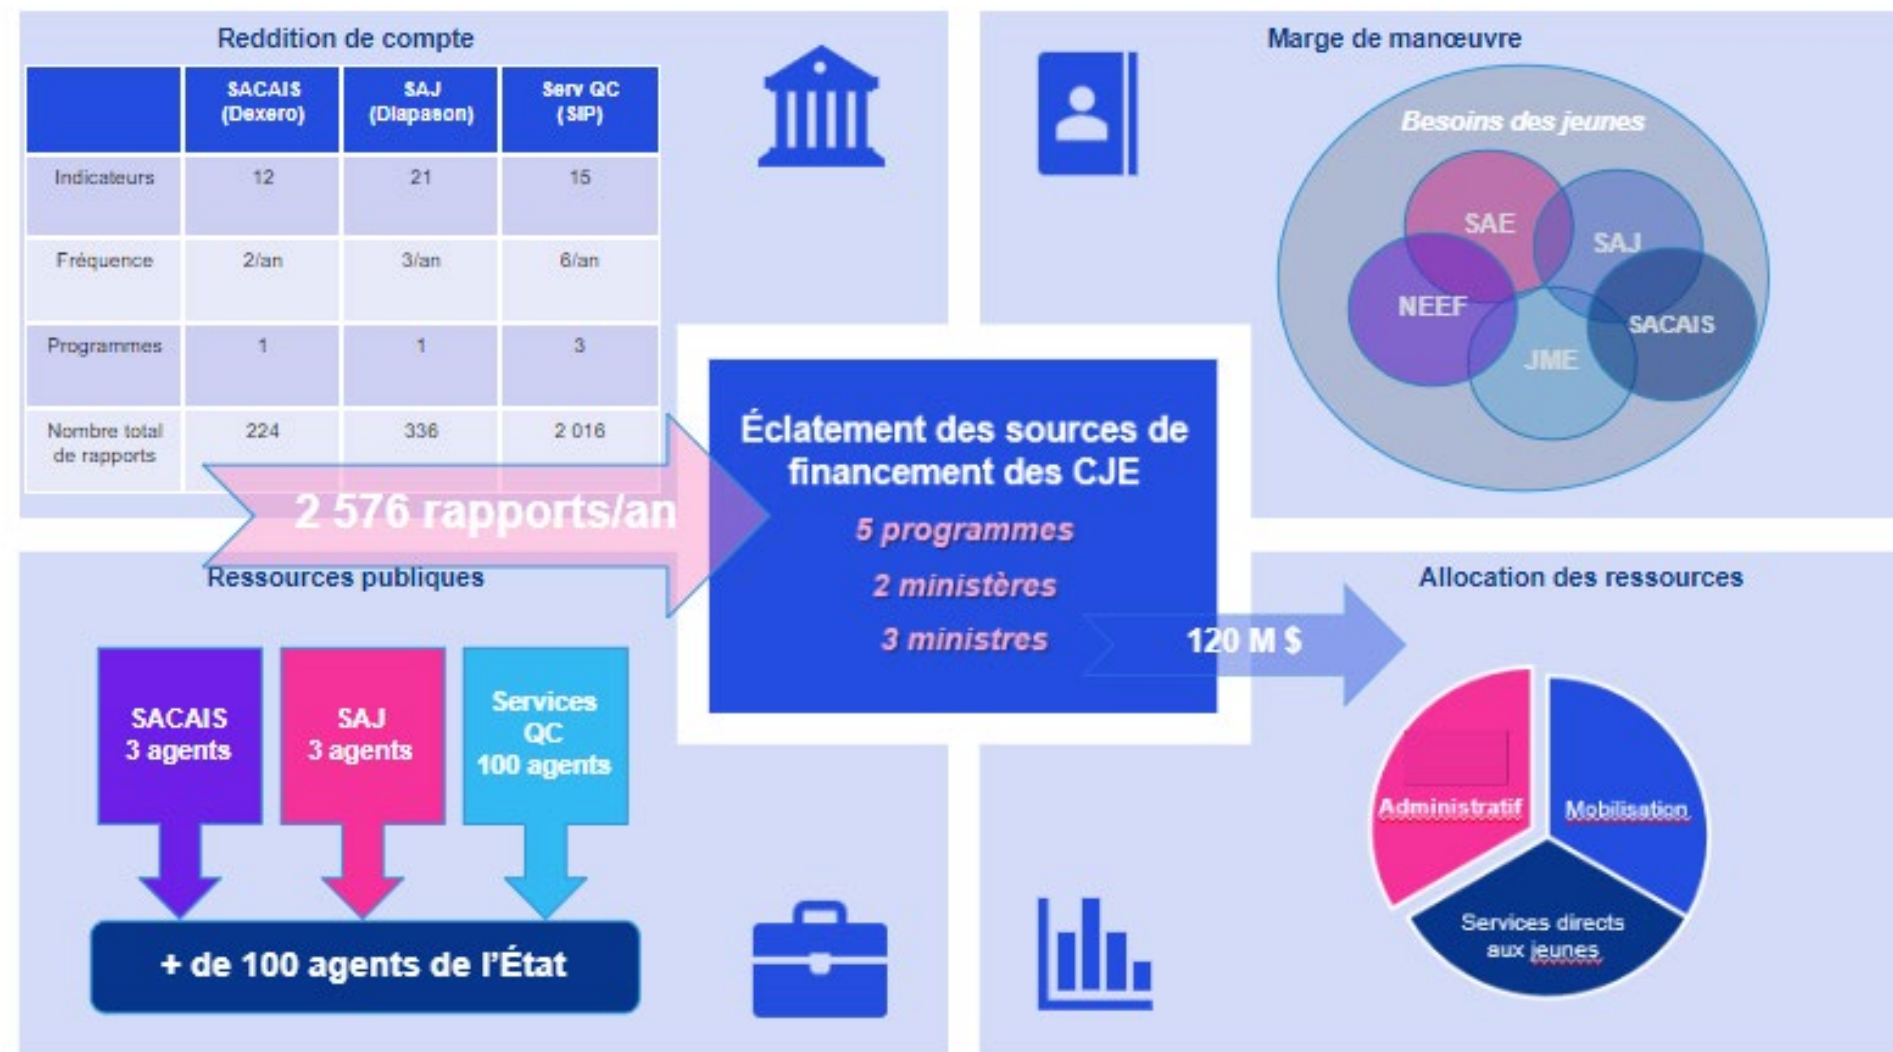 Reddition de compte
SACAIS
(Dexero)
SAJ
(Diapason)
Serv QC
(SIP)
Indicateurs
12
21
15
Fréquence
2/an
3/an
6/an
Programmes
1
1
3
Nombre total
de rapports
224
336
2 016
2 576 rapports/an
Marge de manœuvre
Besoins des jeunes
SAE
SAJ
NEEF
SACAIS
JME
Éclatement des sources de
financement des CJE
5 programmes
2 ministères
3 ministres
120 M $
Ressources publiques
SACAIS
3 agents
SAJ
3 agents
Services
QC
100 agents
+ de 100 agents de l’État
Allocation des ressources
Administratif
Mobilisation
Services directs
aux jeunes